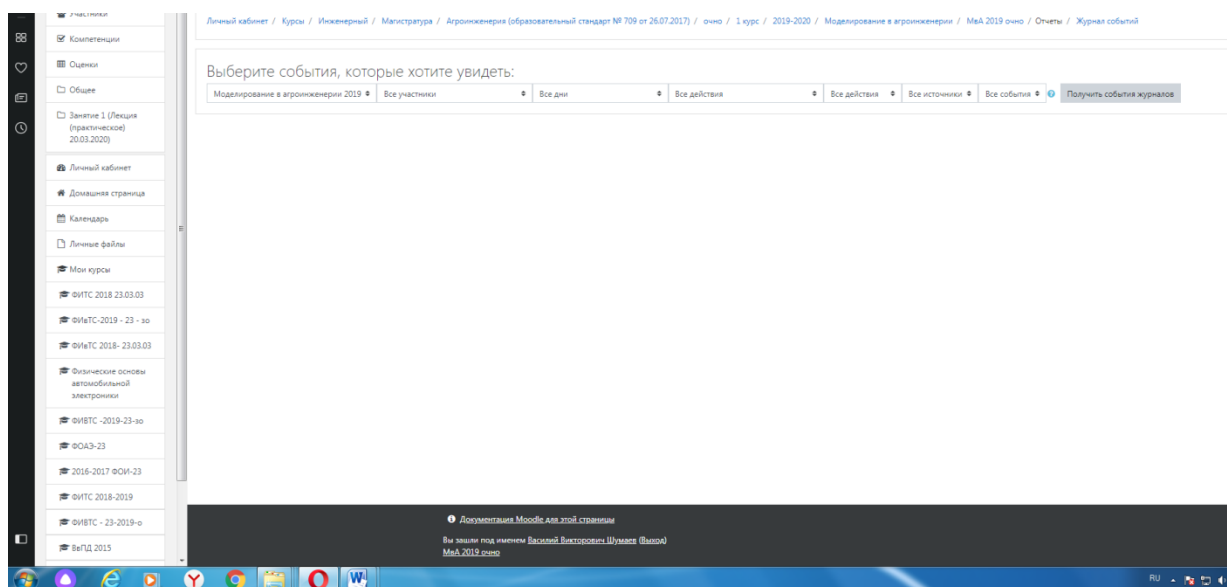 Участники
Компетенции
Оценки
Общее
Занятие 1 (Лекция
(практическое)
20.03.2020)
Личный кабинет
Домашняя страница
Календарь
Личные файлы
Мои курсы
ФИТС 2018 23.03.03
ФИвТС-2019 - 23 - зо
ФИвТС 2018- 23.03.03
Физические основы
автомобильной
электроники
ФИВТС -2019-23-зо
ФОАЭ-23
2016-2017 ФОИ-23
ФИТС 2018-2019
ФИВТС - 23-2019-о
ВвПД 2015
Личный кабинет / Курсы / Инженерный / Магистратура / Агроинженерия (образовательный стандарт № 709 от 26.07.2017) / очно / 1 курс / 2019-2020 / Моделирование в агроинженерии / МвА 2019 очно / Отчеты / Журнал событий
Выберите события, которые хотите увидеть:
Моделирование в агроинженерии 2019 Все участники Все дни Все действия Все действия Все источники Все события Получить события журналов
Документация Moodle для этой страницы
Вы зашли под именем Василий Викторович Шумаев (Выход)
МвА 2019 очно
RU